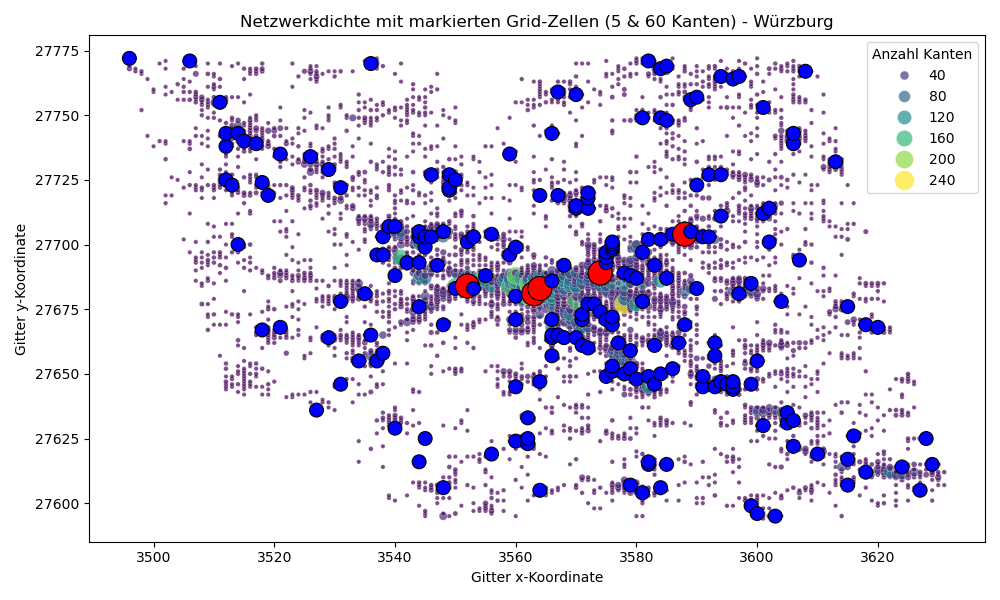 Netzwerkdichte mit markierten Grid-Zellen (5 & 60 Kanten) - Würzburg
Anzahl Kanten
40
80
120
160
200
240
Gitter y-Koordinate
27775
27750
27725
27700
27675
27650
27625
27600
3500 3520 3540 3560 3580 3600 3620
Gitter x-Koordinate